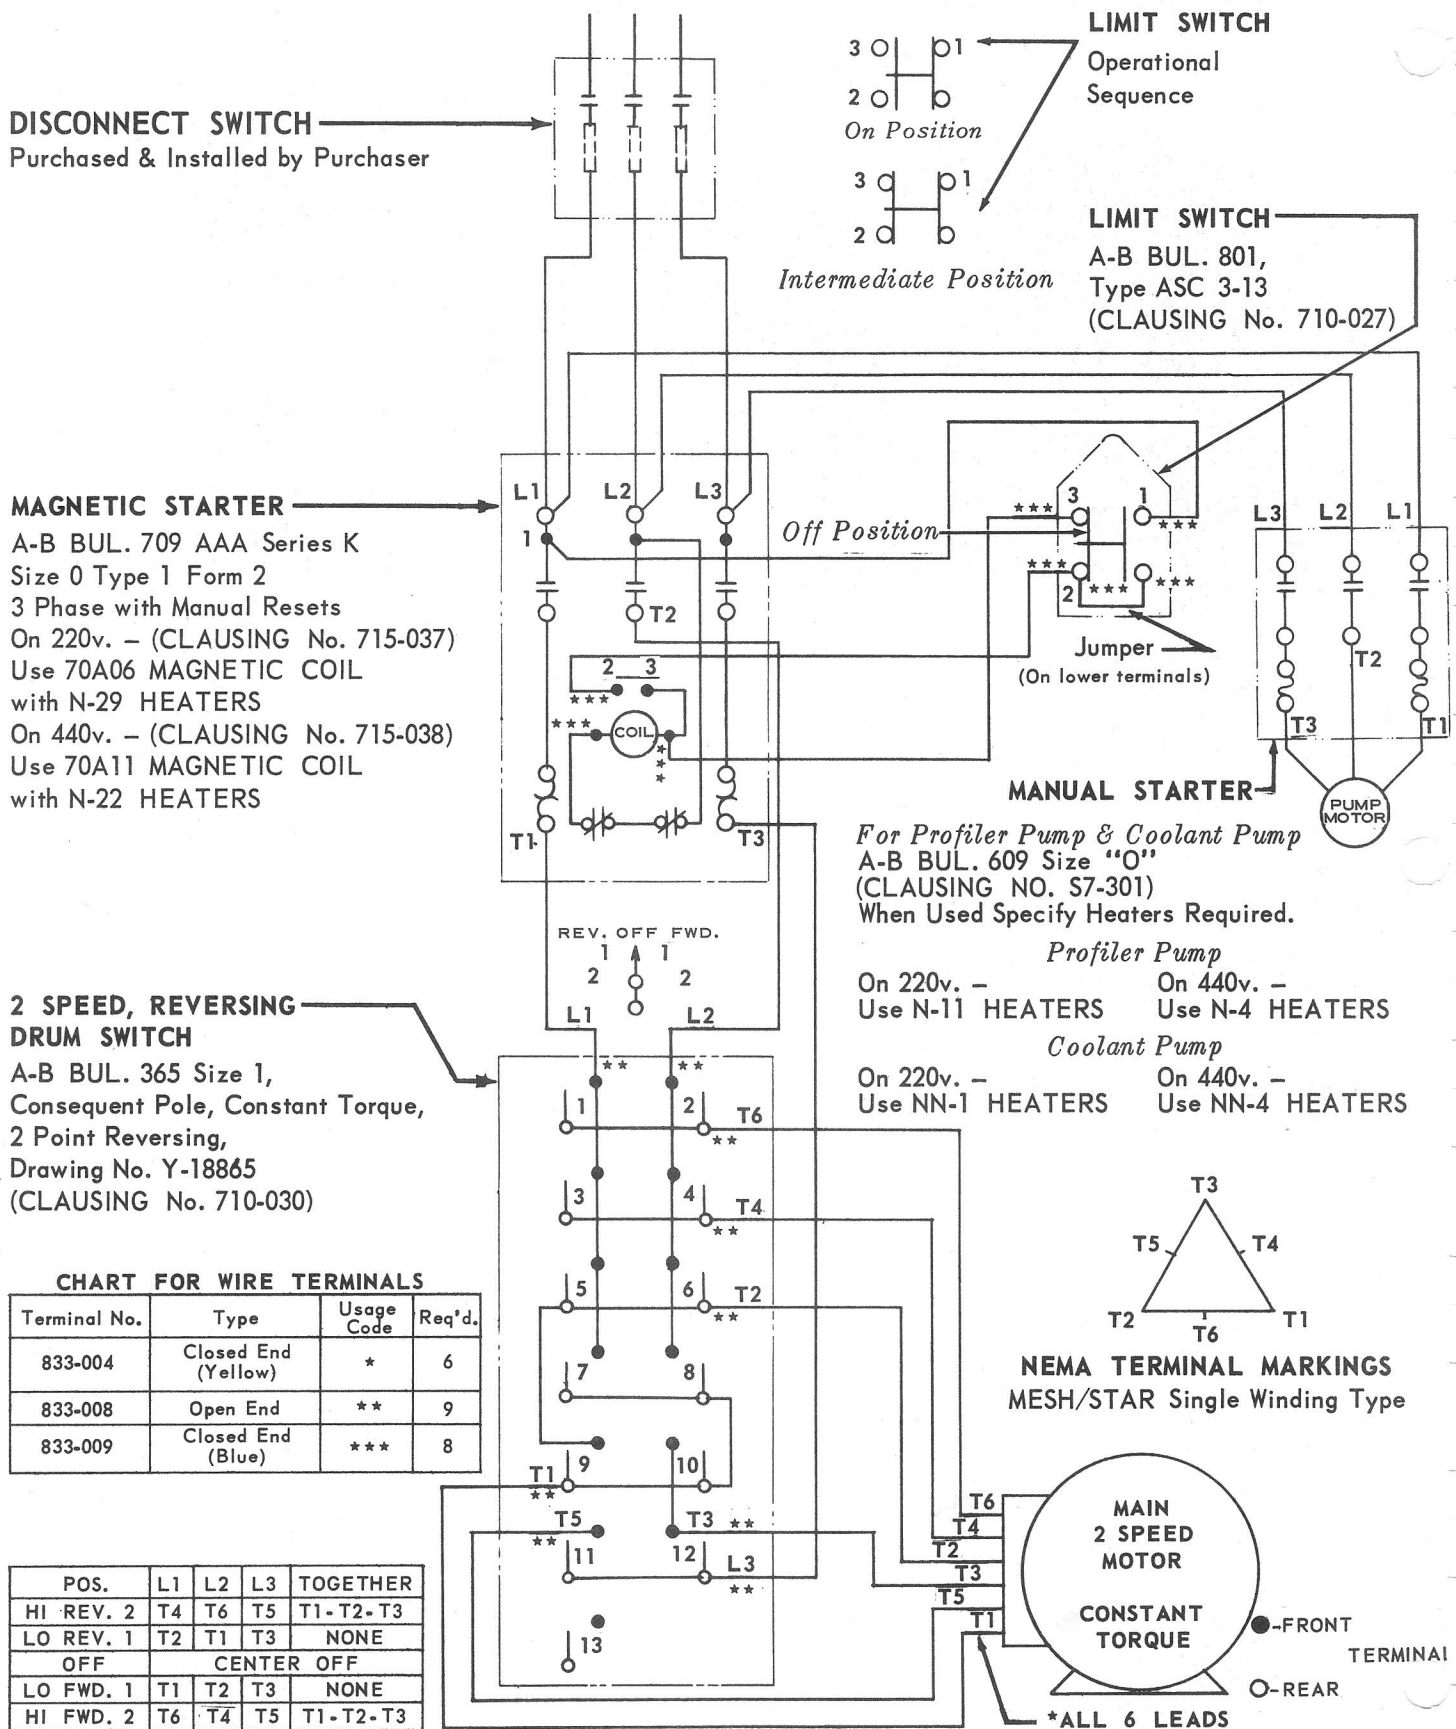 LIMIT SWITCH
Operational
Sequence
3 1
2
On Position
3 1
2
Intermediate Position
DISCONNECT SWITCH
Purchased & Installed by Purchaser
LIMIT SWITCH
A-B BUL. 801,
Type ASC 3-13
(CLAUSING No. 710-027)
MAGNETIC STARTER
A-B BUL. 709 AAA Series K
Size 0 Type 1 Form 2
3 Phase with Manual Resets
On 220v. – (CLAUSING No. 715-037)
Use 70A06 MAGNETIC COIL
with N-29 HEATERS
On 440v. – (CLAUSING No. 715-038)
Use 70A11 MAGNETIC COIL
with N-22 HEATERS
L1 L2 L3
1
T2
2 3
***
*** COIL
***
T1 T3
Off Position
*** 3 1 ***
*** 2 *** ***
Jumper
(On lower terminals)
L3 L2 L1
T2
T3 T1
PUMP
MOTOR
MANUAL STARTER
For Profiler Pump & Coolant Pump
A-B BUL. 609 Size "O"
(CLAUSING NO. S7-301)
When Used Specify Heaters Required.
Profiler Pump
On 220v. – On 440v. –
Use N-11 HEATERS Use N-4 HEATERS
Coolant Pump
On 220v. – On 440v. –
Use NN-1 HEATERS Use NN-4 HEATERS
REV. OFF FWD.
1 1
2 2
L1 L2
** **
2 SPEED, REVERSING
DRUM SWITCH
A-B BUL. 365 Size 1,
Consequent Pole, Constant Torque,
2 Point Reversing,
Drawing No. Y-18865
(CLAUSING No. 710-030)
1 2 T6
**
3 4 T4
**
5 6 T2
**
7 8
T1 9 10
**
T5 T3 **
**
11 12 L3
**
13
CHART FOR WIRE TERMINALS
Terminal No. Type Usage Code Req'd.
833-004 Closed End (Yellow) * 6
833-008 Open End ** 9
833-009 Closed End (Blue) *** 8
T3
T5 T4
T2 T6 T1
NEMA TERMINAL MARKINGS
MESH/STAR Single Winding Type
T6
T4
T2
T3
T5
T1
MAIN
2 SPEED
MOTOR
CONSTANT
TORQUE
-FRONT
TERMINAL
-REAR
*ALL 6 LEADS
POS. L1 L2 L3 TOGETHER
HI REV. 2 T4 T6 T5 T1-T2-T3
LO REV. 1 T2 T1 T3 NONE
OFF CENTER OFF
LO FWD. 1 T1 T2 T3 NONE
HI FWD. 2 T6 T4 T5 T1-T2-T3